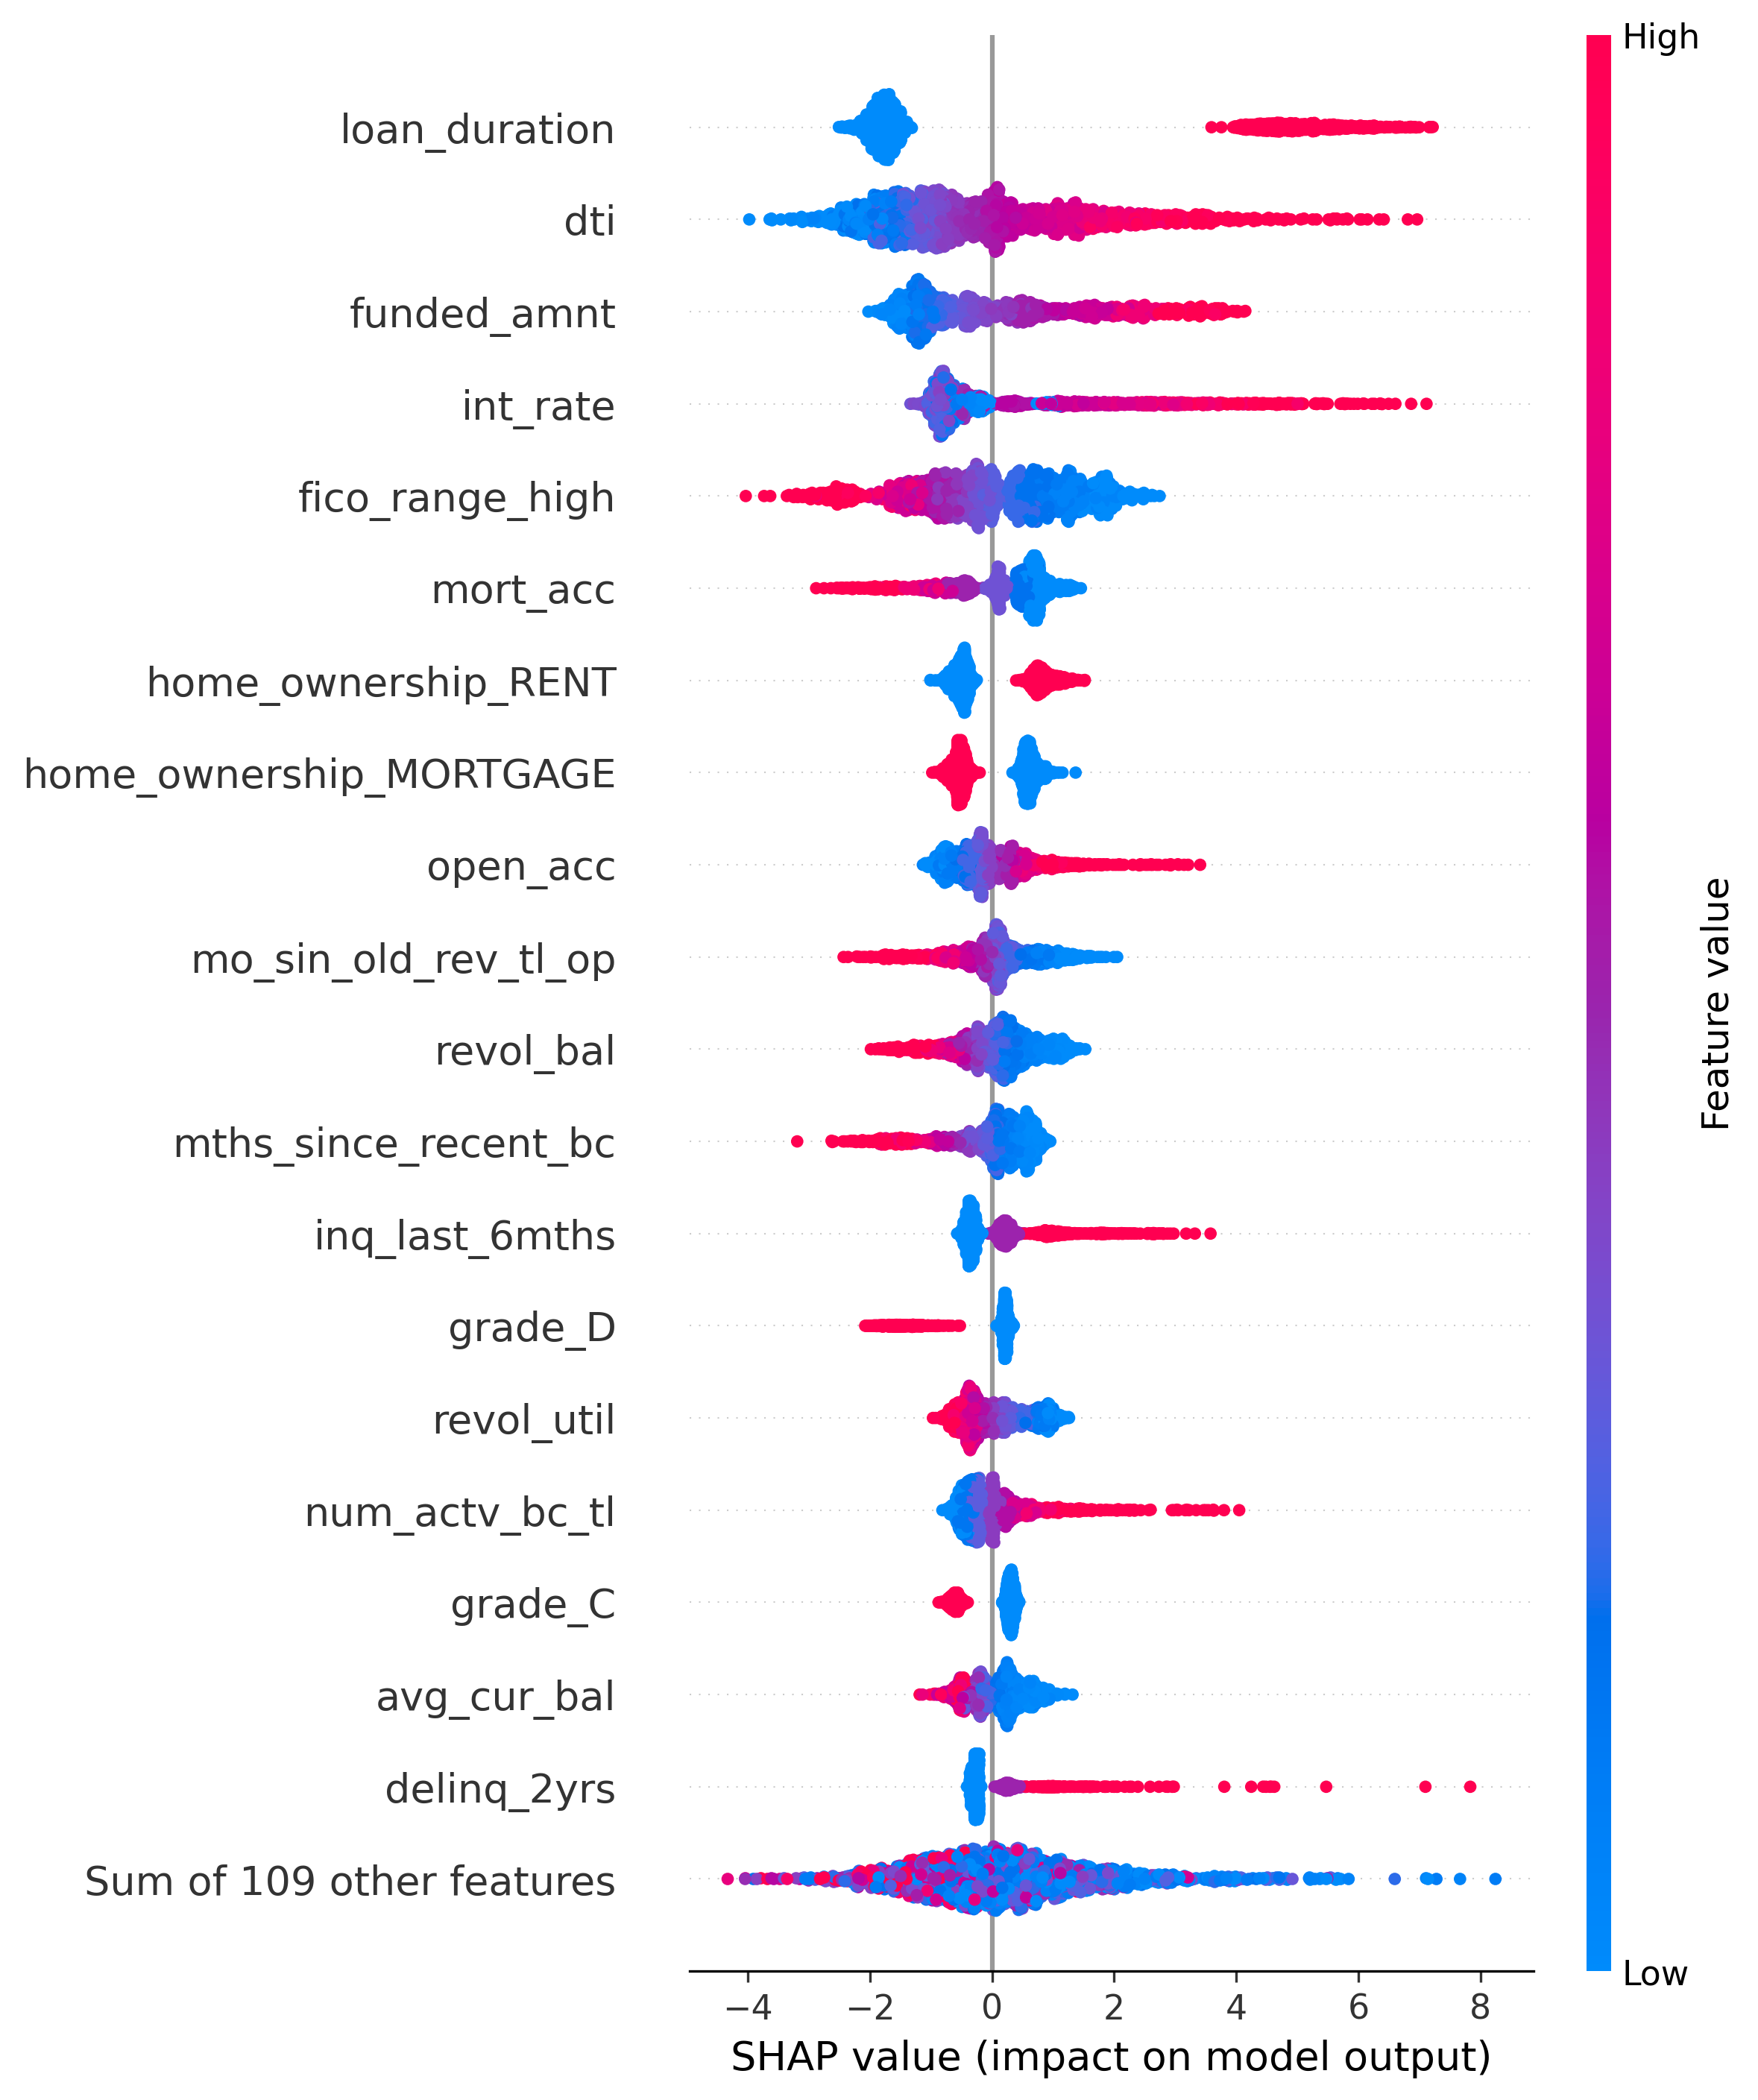 High
loan_duration
dti
funded_amnt
int_rate
fico_range_high
mort_acc
home_ownership_RENT
home_ownership_MORTGAGE
open_acc
mo_sin_old_rev_tl_op
revol_bal
mths_since_recent_bc
inq_last_6mths
grade_D
revol_util
num_actv_bc_tl
grade_C
avg_cur_bal
delinq_2yrs
Sum of 109 other features
Feature value
Low
−4 −2 0 2 4 6 8
SHAP value (impact on model output)